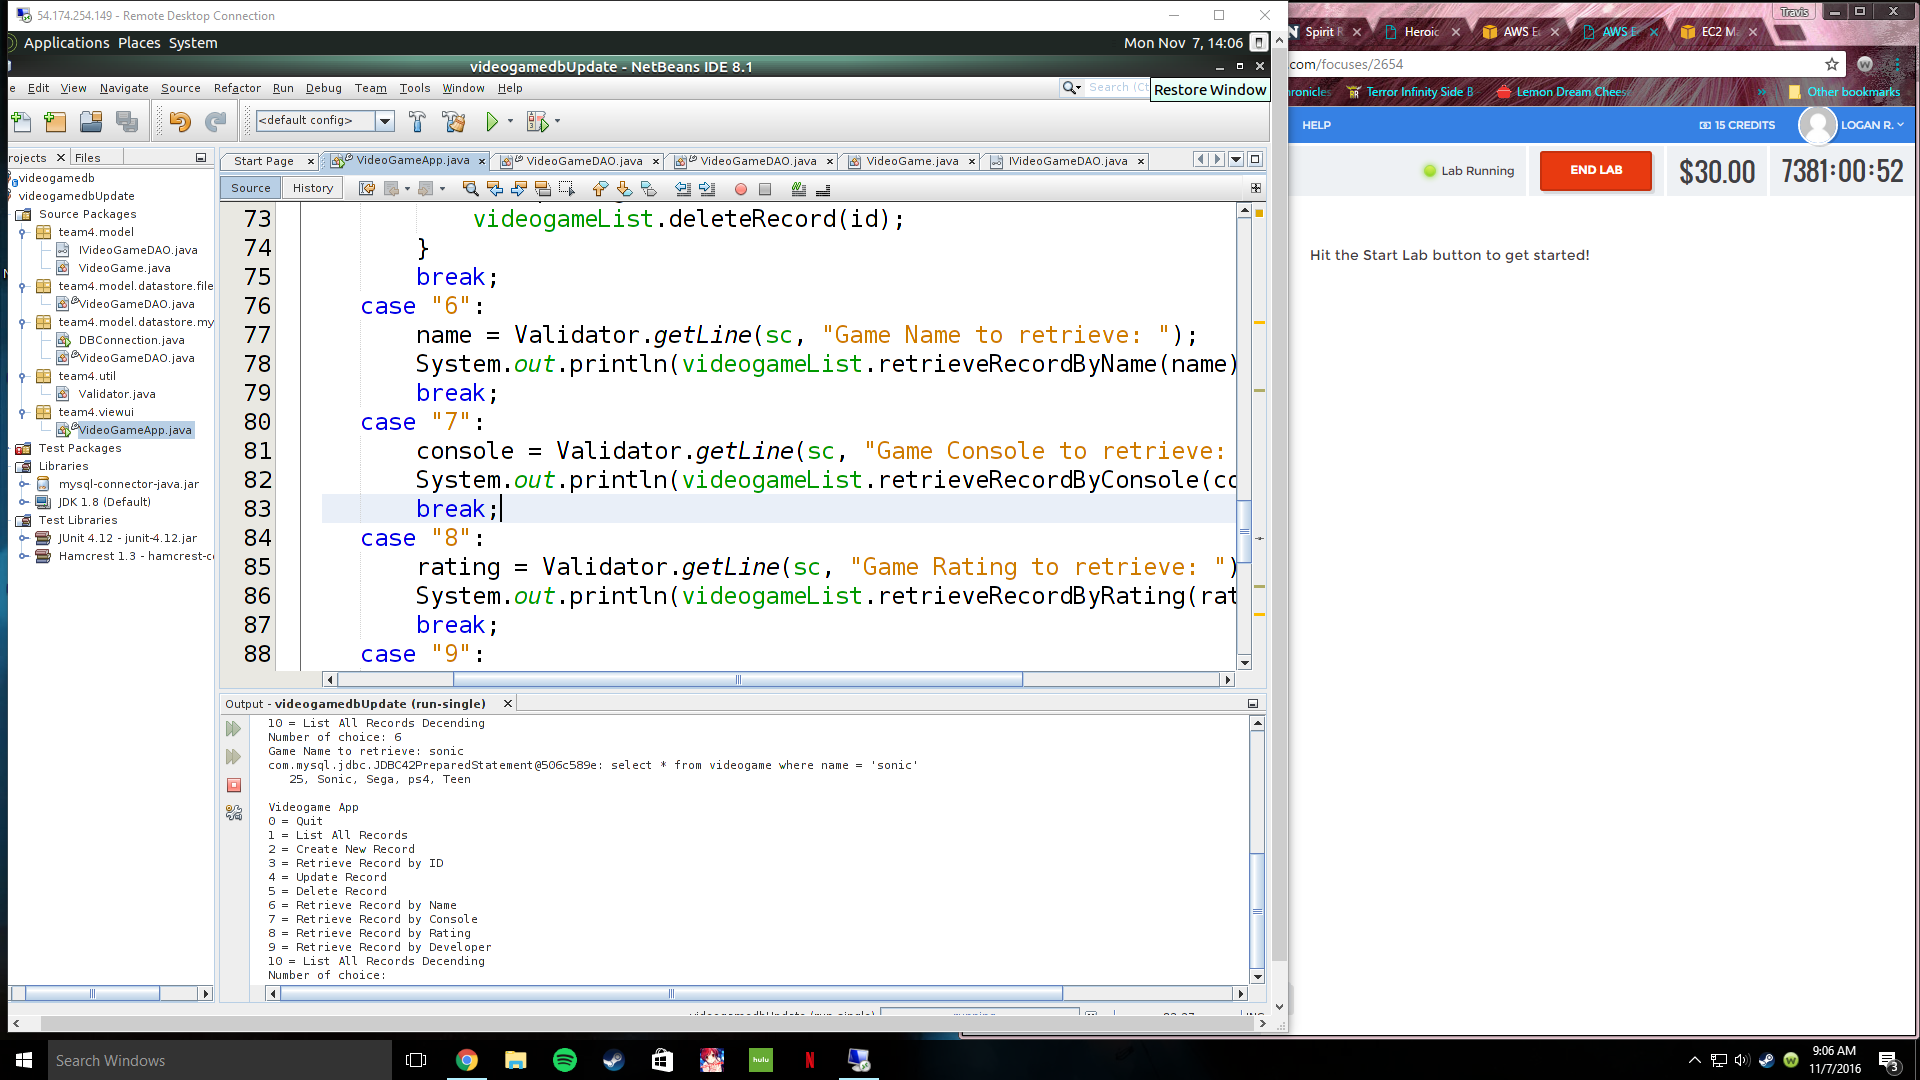 54.174.254.149 - Remote Desktop Connection
Applications Places System
Mon Nov 7, 14:06
videogamedbUpdate - NetBeans IDE 8.1
Edit View Navigate Source Refactor Run Debug Team Tools Window Help
Search (Ct
Restore Window
<default config>
rojects Files
Start Page VideoGameApp.java VideoGameDAO.java VideoGameDAO.java VideoGame.java IVideoGameDAO.java
Source History
videogamedb
videogamedbUpdate
Source Packages
team4.model
IVideoGameDAO.java
VideoGame.java
team4.model.datastore.file
VideoGameDAO.java
team4.model.datastore.my
DBConnection.java
VideoGameDAO.java
team4.util
Validator.java
team4.viewui
VideoGameApp.java
Test Packages
Libraries
mysql-connector-java.jar
JDK 1.8 (Default)
Test Libraries
JUnit 4.12 - junit-4.12.jar
Hamcrest 1.3 - hamcrest-c
73 videogameList.deleteRecord(id);
74 }
75 break;
76 case "6":
77 name = Validator.getLine(sc, "Game Name to retrieve: ");
78 System.out.println(videogameList.retrieveRecordByName(name)
79 break;
80 case "7":
81 console = Validator.getLine(sc, "Game Console to retrieve:
82 System.out.println(videogameList.retrieveRecordByConsole(co
83 break;
84 case "8":
85 rating = Validator.getLine(sc, "Game Rating to retrieve: ")
86 System.out.println(videogameList.retrieveRecordByRating(rat
87 break;
88 case "9":
Output - videogamedbUpdate (run-single)
10 = List All Records Decending
Number of choice: 6
Game Name to retrieve: sonic
com.mysql.jdbc.JDBC42PreparedStatement@506c589e: select * from videogame where name = 'sonic'
25, Sonic, Sega, ps4, Teen
Videogame App
0 = Quit
1 = List All Records
2 = Create New Record
3 = Retrieve Record by ID
4 = Update Record
5 = Delete Record
6 = Retrieve Record by Name
7 = Retrieve Record by Console
8 = Retrieve Record by Rating
9 = Retrieve Record by Developer
10 = List All Records Decending
Number of choice:
Travis
Spirit R Heroic AWS E AWS E EC2 M
.com/focuses/2654
hronicles Terror Infinity Side B Lemon Dream Chees » Other bookmarks
HELP 15 CREDITS LOGAN R.
Lab Running END LAB $30.00 7381:00:52
Hit the Start Lab button to get started!
Search Windows
hulu
N
9:06 AM
11/7/2016
3